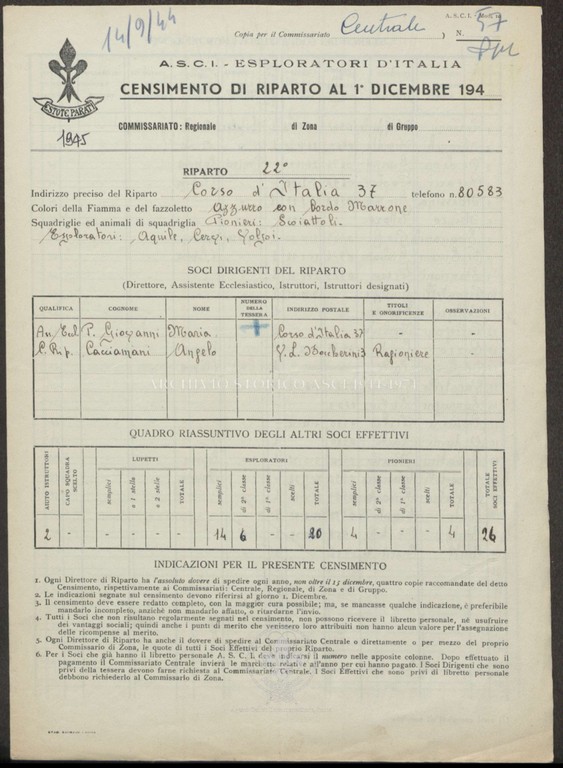 14/9/44
A.S.C.I. - Mod.
Copia per il Commissariato Centrale ) N. 57
A.S.C.I. - ESPLORATORI D'ITALIA
CENSIMENTO DI RIPARTO AL 1° DICEMBRE 194
ESTOTE PARATI
1945
COMMISSARIATO: Regionale di Zona di Gruppo
RIPARTO 22°
Indirizzo preciso del Riparto Corso d'Italia 37 telefono n. 80583
Colori della Fiamma e del fazzoletto Azzurro con bordo Marrone
Squadriglie ed animali di squadriglia Pionieri: Scoiattoli.
Esploratori: Aquile, Cervi, Volpi.
SOCI DIRIGENTI DEL RIPARTO
(Direttore, Assistente Ecclesiastico, Istruttori, Istruttori designati)
QUALIFICA COGNOME NOME NUMERO DELLA TESSERA INDIRIZZO POSTALE TITOLI E ONORIFICENZE OSSERVAZIONI
As. Eccl. P. Giovanni Maria + Corso d'Italia 37 - -
C. Rip. Cacciamani Angelo V. L. Boccherini 3 Ragioniere -
QUADRO RIASSUNTIVO DEGLI ALTRI SOCI EFFETTIVI
AIUTO ISTRUTTORI CAPO SQUADRA SCELTO LUPETTI ESPLORATORI PIONIERI TOTALE SOCI EFFETTIVI
semplici a 1 stella a 2 stelle TOTALE semplici di 2ª classe di 1ª classe scelti TOTALE semplici di 2ª classe di 1ª classe scelti TOTALE
2 - - - - - 14 6 - - 20 4 - - - 4 26
INDICAZIONI PER IL PRESENTE CENSIMENTO
1. Ogni Direttore di Riparto ha l'assoluto dovere di spedire ogni anno, non oltre il 15 dicembre, quattro copie raccomandate del detto
Censimento, rispettivamente ai Commissariati: Centrale, Regionale, di Zona e di Gruppo.
2. Le indicazioni segnate sul censimento devono riferirsi al giorno 1. Dicembre.
3. Il cenimento deve essere redatto completo, con la maggior cura possibile; ma, se mancasse qualche indicazione, è preferibile
mandarlo incompleto, anziché non mandarlo affatto, o ritardarne l'invio.
4. Tutti i Soci che non risultano regolarmente segnati nel censimento, non possono ricevere il libretto personale, né usufruire
dei vantaggi sociali; quindi anche i punti di merito che venissero loro attribuiti non hanno alcun valore per l'assegnazione
delle ricompense al merito.
5. Ogni Direttore di Riparto ha anche il dovere di spedire al Commissariato Centrale o direttamente o per mezzo del proprio
Commissario di Zona, le quote di tutti i Soci Effettivi del proprio Riparto.
6. Per i Soci che già hanno il libretto personale A. S. C. I. deve indicarsi il numero nelle apposite colonne. Dopo effettuato il
pagamento il Commissariato Centrale invierà le marchette relative all'anno per cui hanno pagato. I Soci Dirigenti che sono
privi della tessera devono farne richiesta al Commissariato Centrale. I Soci Effettivi che sono privi di libretto personale
debbono richiederlo al Commissario di Zona.